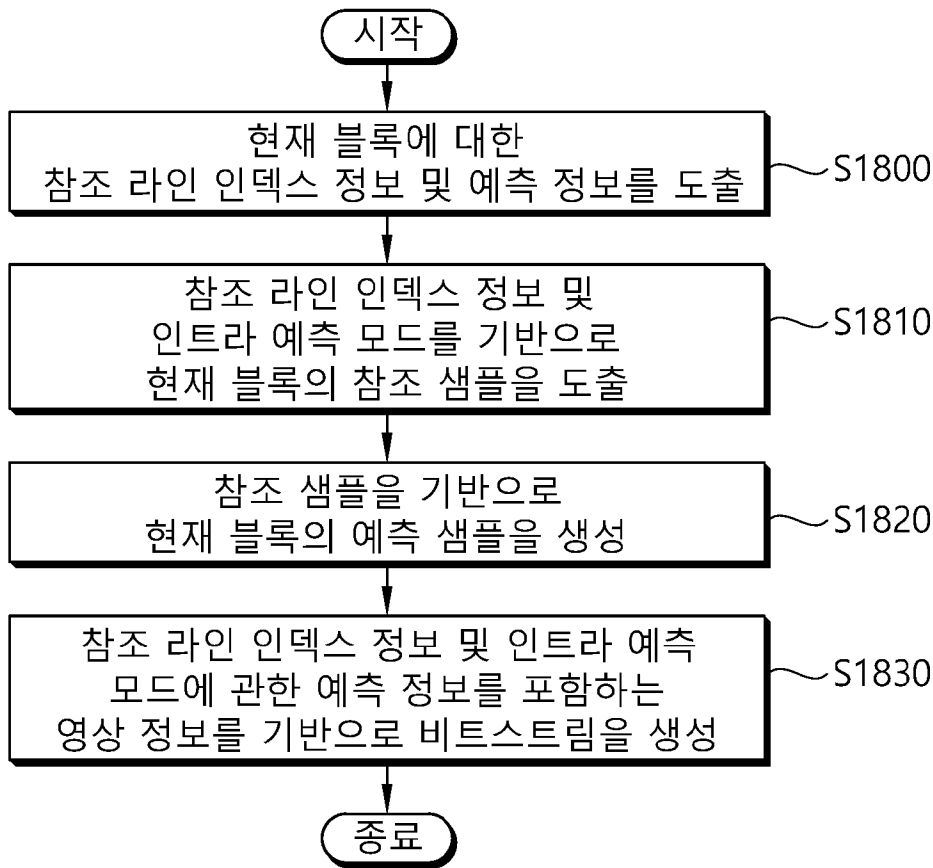 시작
현재 블록에 대한
참조 라인 인덱스 정보 및 예측 정보를 도출
S1800
참조 라인 인덱스 정보 및
인트라 예측 모드를 기반으로
현재 블록의 참조 샘플을 도출
S1810
참조 샘플을 기반으로
현재 블록의 예측 샘플을 생성
S1820
참조 라인 인덱스 정보 및 인트라 예측
모드에 관한 예측 정보를 포함하는
영상 정보를 기반으로 비트스트림을 생성
S1830
종료